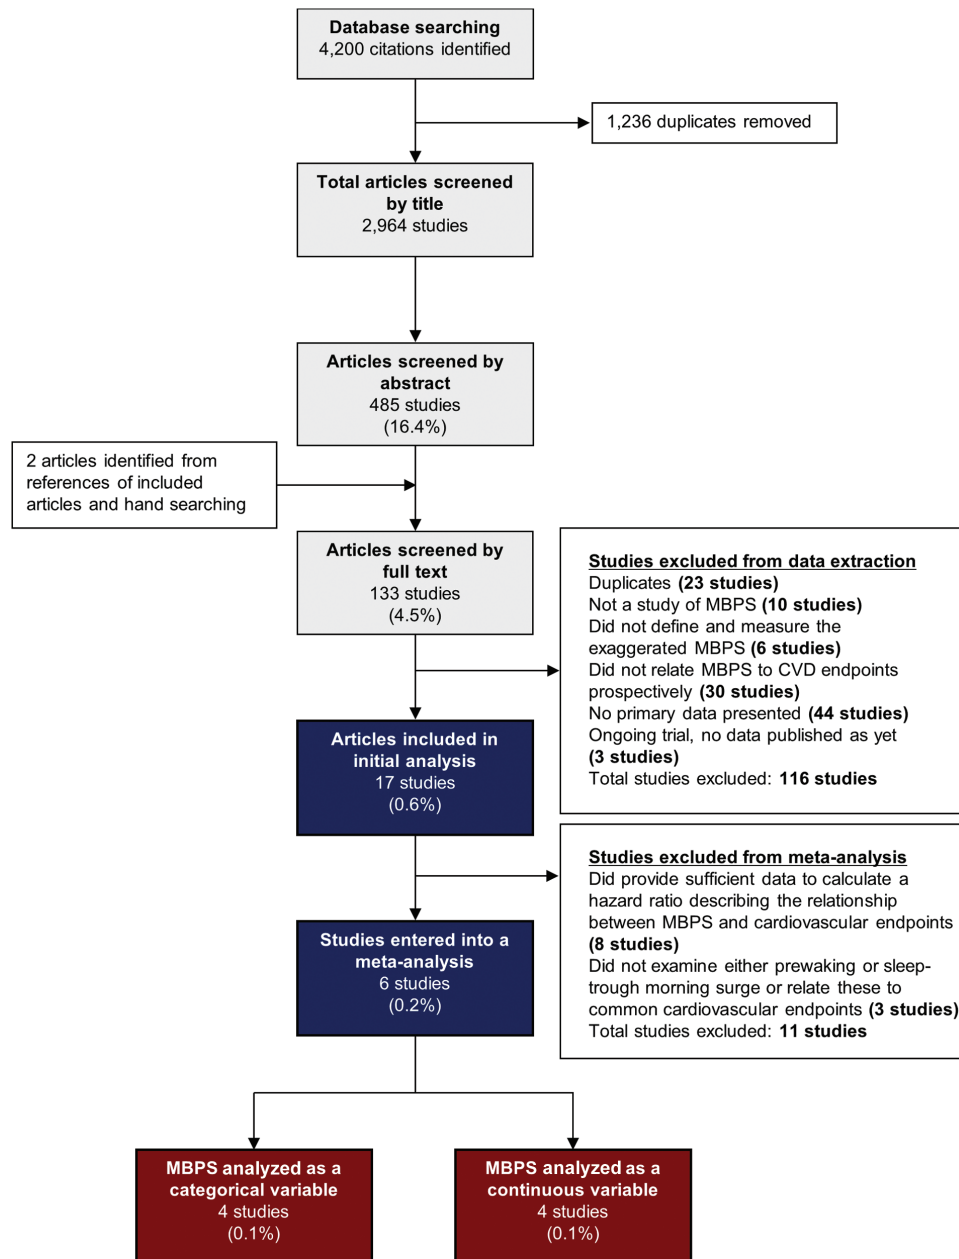 Database searching
4,200 citations identified
1,236 duplicates removed
Total articles screened
by title
2,964 studies
Articles screened by
abstract
485 studies
(16.4%)
2 articles identified from
references of included
articles and hand searching
Articles screened by
full text
133 studies
(4.5%)
Studies excluded from data extraction
Duplicates (23 studies)
Not a study of MBPS (10 studies)
Did not define and measure the
exaggerated MBPS (6 studies)
Did not relate MBPS to CVD endpoints
prospectively (30 studies)
No primary data presented (44 studies)
Ongoing trial, no data published as yet
(3 studies)
Total studies excluded: 116 studies
Articles included in
initial analysis
17 studies
(0.6%)
Studies excluded from meta-analysis
Did provide sufficient data to calculate a
hazard ratio describing the relationship
between MBPS and cardiovascular endpoints
(8 studies)
Did not examine either prewaking or sleep-
trough morning surge or relate these to
common cardiovascular endpoints (3 studies)
Total studies excluded: 11 studies
Studies entered into a
meta-analysis
6 studies
(0.2%)
MBPS analyzed as a
categorical variable
4 studies
(0.1%)
MBPS analyzed as a
continuous variable
4 studies
(0.1%)